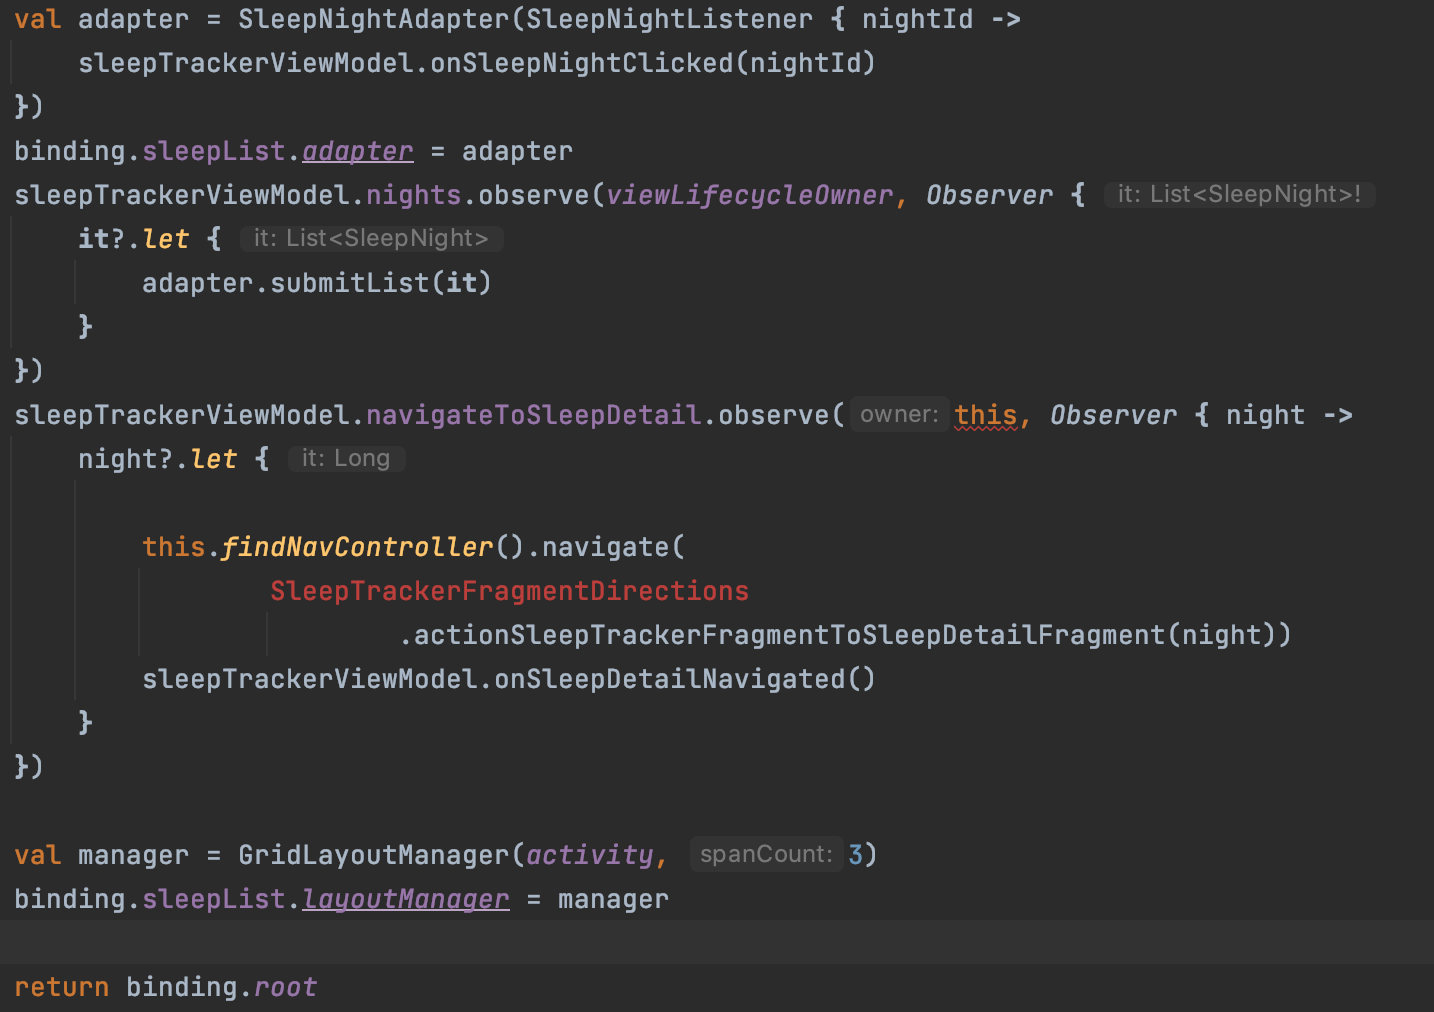 val adapter = SleepNightAdapter(SleepNightListener { nightId ->
    sleepTrackerViewModel.onSleepNightClicked(nightId)
})
binding.sleepList.adapter = adapter
sleepTrackerViewModel.nights.observe(viewLifecycleOwner, Observer { it: List<SleepNight>!
    it?.let { it: List<SleepNight>
        adapter.submitList(it)
    }
})
sleepTrackerViewModel.navigateToSleepDetail.observe( owner: this, Observer { night ->
    night?.let { it: Long
        this.findNavController().navigate(
                SleepTrackerFragmentDirections
                        .actionSleepTrackerFragmentToSleepDetailFragment(night))
        sleepTrackerViewModel.onSleepDetailNavigated()
    }
})
val manager = GridLayoutManager(activity, spanCount: 3)
binding.sleepList.layoutManager = manager
return binding.root